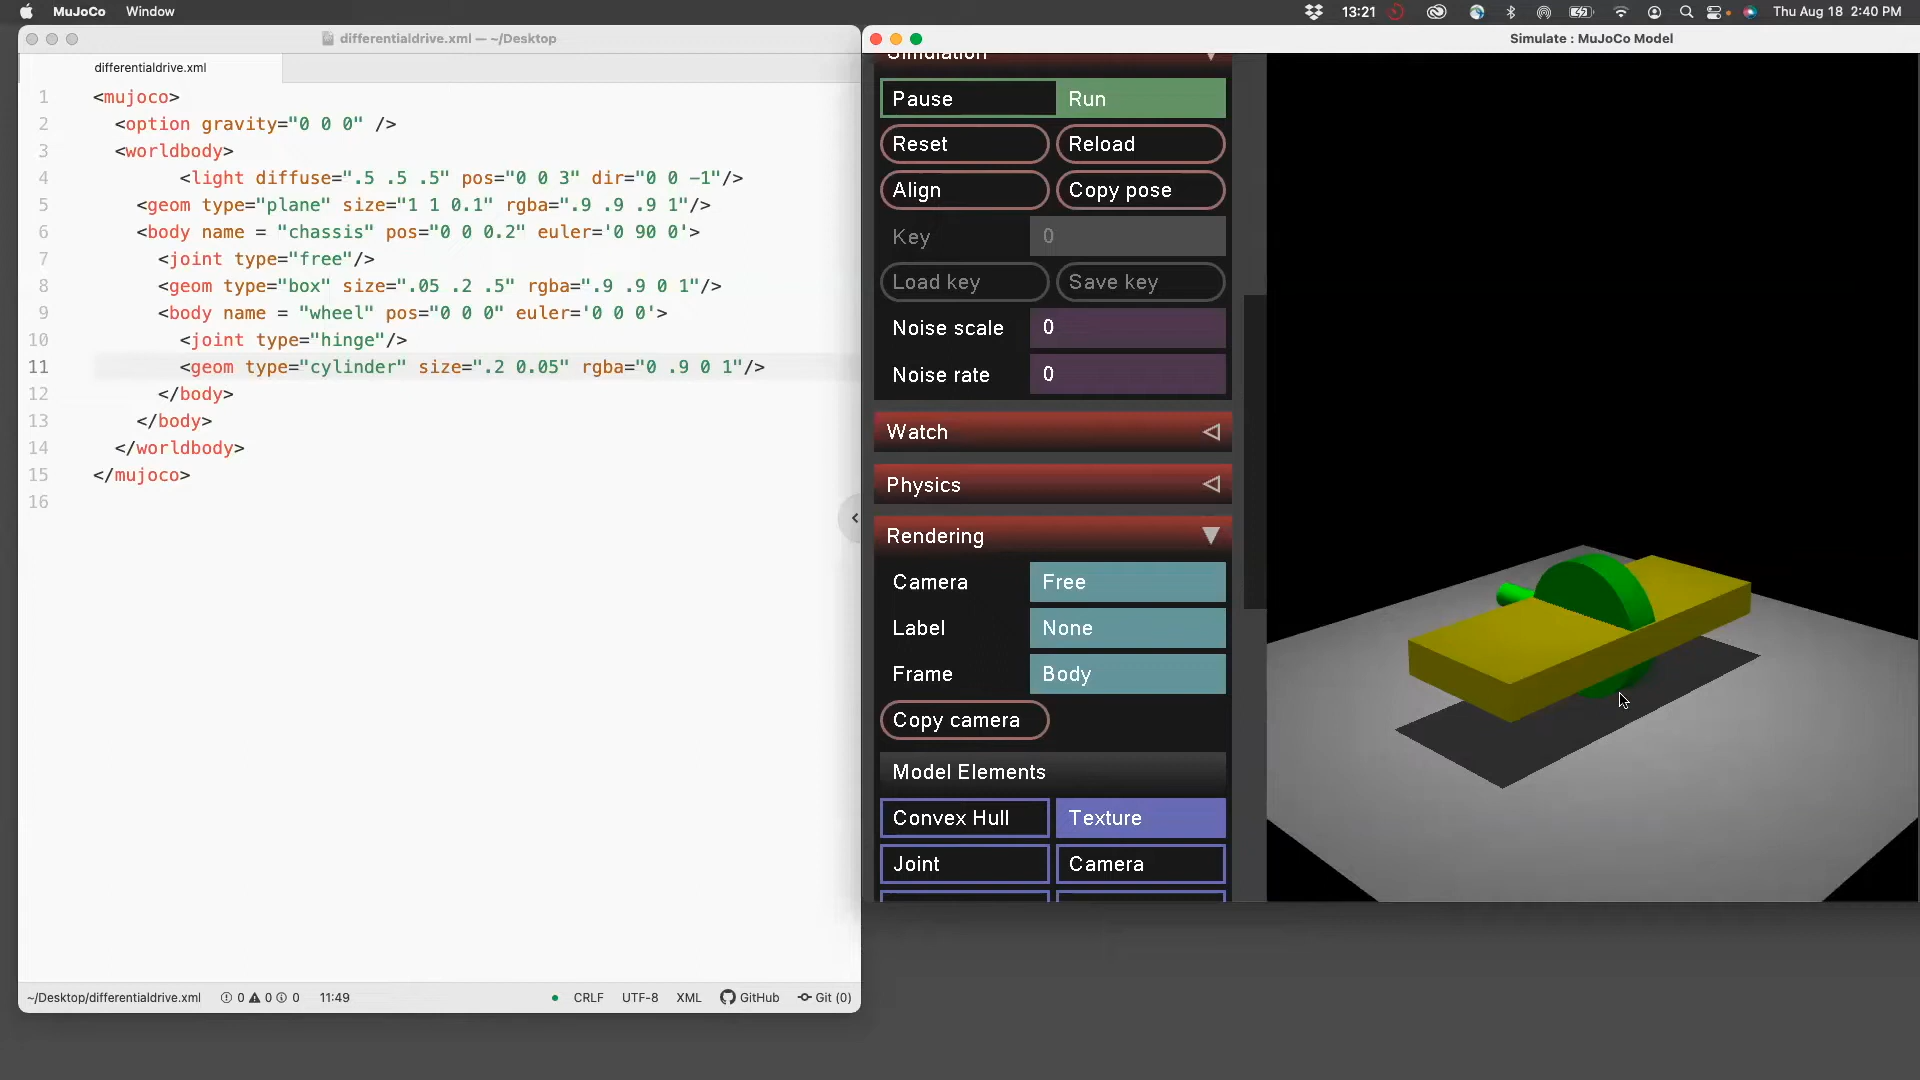 MuJoCo Window 13:21 Thu Aug 18 2:40 PM
differentialdrive.xml — ~/Desktop
differentialdrive.xml
1 <mujoco>
2 <option gravity="0 0 0" />
3 <worldbody>
4 <light diffuse=".5 .5 .5" pos="0 0 3" dir="0 0 -1"/>
5 <geom type="plane" size="1 1 0.1" rgba=".9 .9 .9 1"/>
6 <body name = "chassis" pos="0 0 0.2" euler='0 90 0'>
7 <joint type="free"/>
8 <geom type="box" size=".05 .2 .5" rgba=".9 .9 0 1"/>
9 <body name = "wheel" pos="0 0 0" euler='0 0 0'>
10 <joint type="hinge"/>
11 <geom type="cylinder" size=".2 0.05" rgba="0 .9 0 1"/>
12 </body>
13 </body>
14 </worldbody>
15 </mujoco>
16
~/Desktop/differentialdrive.xml 0 0 0 11:49 CRLF UTF-8 XML GitHub Git (0)
Simulate : MuJoCo Model
Simulation
Pause Run
Reset Reload
Align Copy pose
Key 0
Load key Save key
Noise scale 0
Noise rate 0
Watch
Physics
Rendering
Camera Free
Label None
Frame Body
Copy camera
Model Elements
Convex Hull Texture
Joint Camera